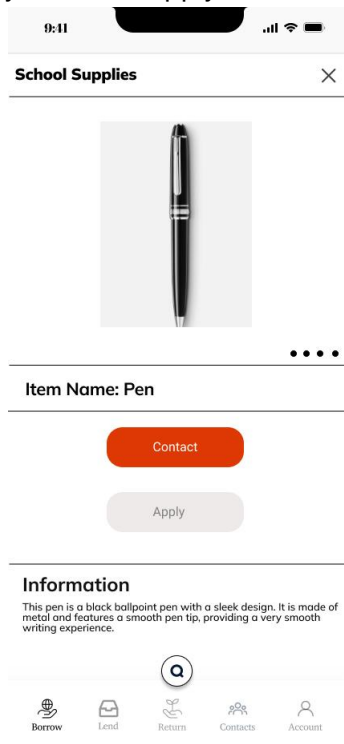 9:41
School Supplies
Item Name: Pen
Contact
Apply
Information
This pen is a black ballpoint pen with a sleek design. It is made of
metal and features a smooth pen tip, providing a very smooth
writing experience.
Borrow Lend Return Contacts Account